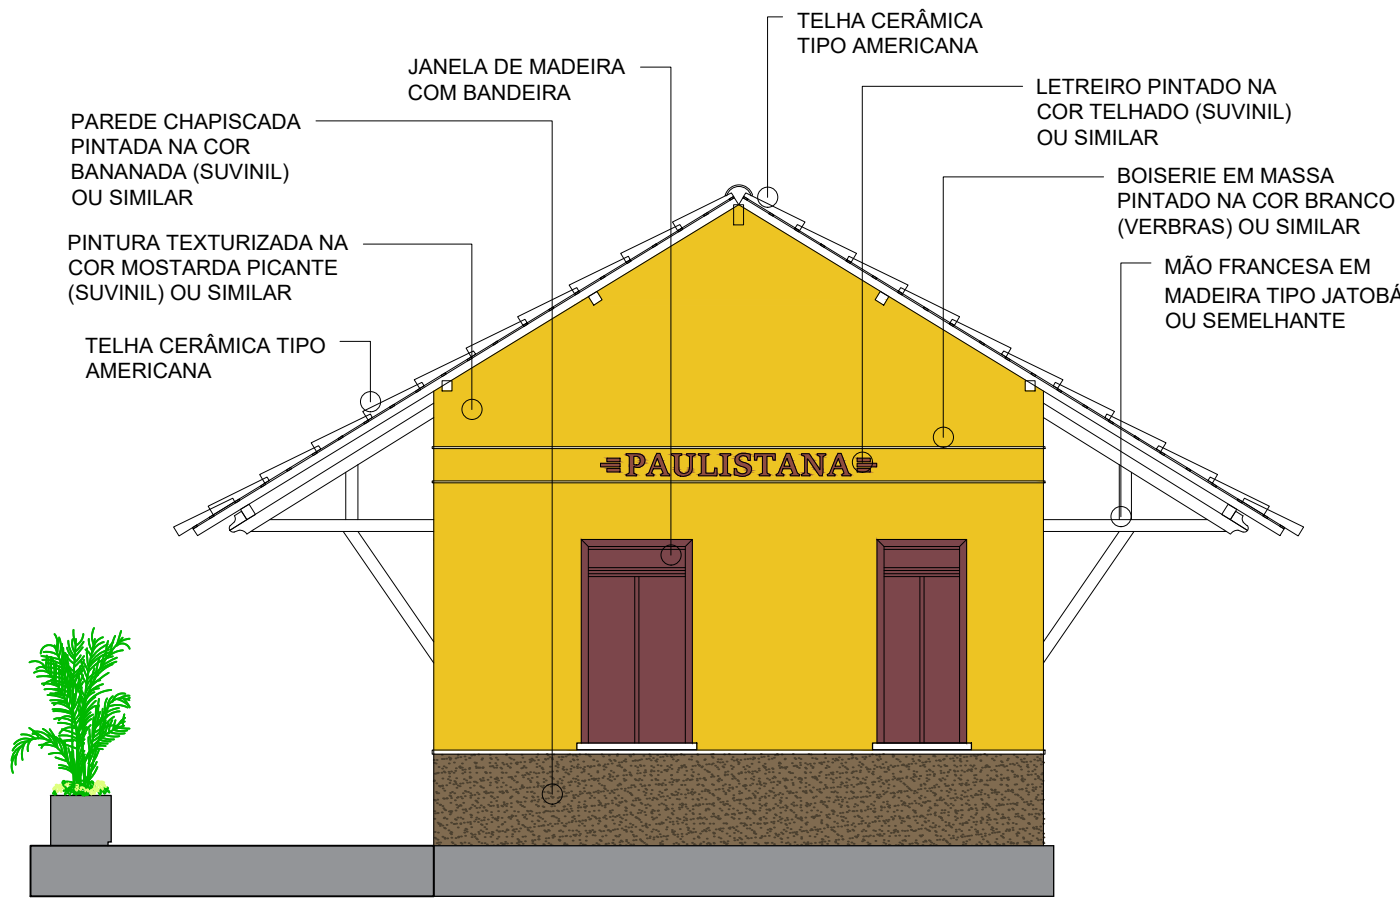 TELHA CERÂMICA
TIPO AMERICANA
JANELA DE MADEIRA
COM BANDEIRA
LETREIRO PINTADO NA
COR TELHADO (SUVINIL)
OU SIMILAR
PAREDE CHAPISCADA
PINTADA NA COR
BANANADA (SUVINIL)
OU SIMILAR
BOISERIE EM MASSA
PINTADO NA COR BRANCO
(VERBRAS) OU SIMILAR
PINTURA TEXTURIZADA NA
COR MOSTARDA PICANTE
(SUVINIL) OU SIMILAR
MÃO FRANCESA EM
MADEIRA TIPO JATOBÁ
OU SEMELHANTE
TELHA CERÂMICA TIPO
AMERICANA
PAULISTANA